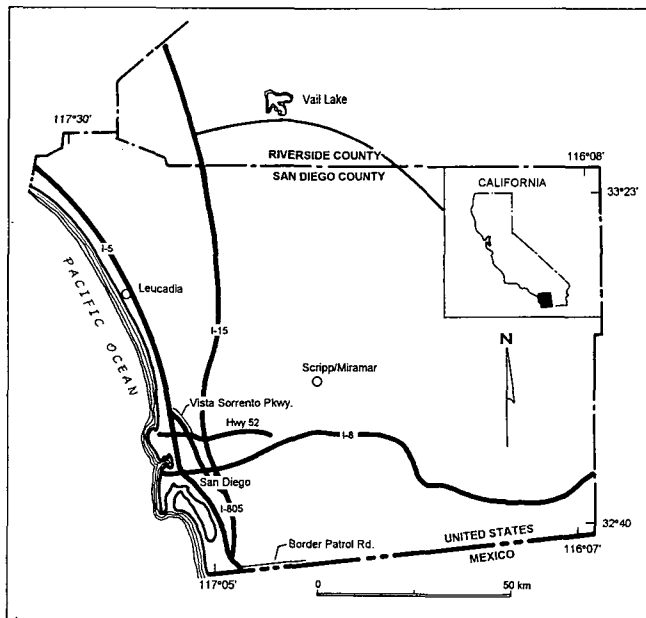 Vail Lake
117°30'
RIVERSIDE COUNTY
SAN DIEGO COUNTY
116°08'
33°23'
CALIFORNIA
I-5
PACIFIC OCEAN
Leucadia
I-15
N
Scripp/Miramar
Vista Sorrento Pkwy.
Hwy 52
I-8
San Diego
I-805
32°40
UNITED STATES
MEXICO
Border Patrol Rd.
116°07'
117°05'
0
50 km